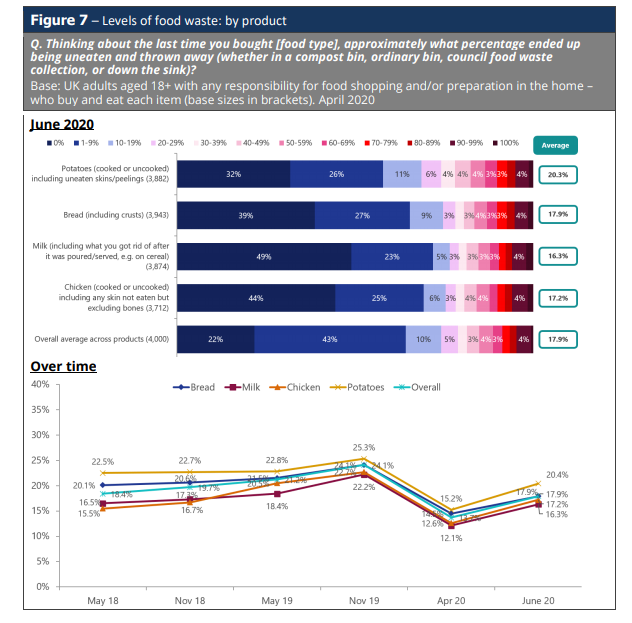 Figure 7 – Levels of food waste: by product
Q. Thinking about the last time you bought [food type], approximately what percentage ended up
being uneaten and thrown away (whether in a compost bin, ordinary bin, council food waste
collection, or down the sink)?
Base: UK adults aged 18+ with any responsibility for food shopping and/or preparation in the home –
who buy and eat each item (base sizes in brackets). April 2020
June 2020
0% 1-9% 10-19% 20-29% 30-39% 40-49% 50-59% 60-69% 70-79% 80-89% 90-99% 100%
Average
Potatoes (cooked or uncooked)
including uneaten skins/peelings (3,882)
32% 26% 11% 6% 4% 4% 4% 3% 3% 4%
20.3%
Bread (including crusts) (3,943)
39% 27% 9% 3% 3% 4% 3% 3% 4%
17.9%
Milk (including what you got rid of after
it was poured/served, e.g. on cereal)
(3,874)
49% 23% 5% 3% 3% 3% 3% 4%
16.3%
Chicken (cooked or uncooked)
including any skin not eaten but
excluding bones (3,712)
44% 25% 6% 3% 4% 4% 4%
17.2%
Overall average across products (4,000)
22% 43% 10% 5% 3% 4% 3% 4%
17.9%
Over time
Bread Milk Chicken Potatoes Overall
40%
35%
30%
25%
20%
15%
10%
5%
0%
22.5% 22.7% 22.8% 25.3% 15.2% 20.4%
20.1% 20.6% 24.1% 17.9%
18.4% 19.7% 21.2% 24.1% 17.9%
16.5% 17.3% 18.4% 22.2% 12.1% 16.3%
15.5% 16.7% 12.6% 17.2%
May 18 Nov 18 May 19 Nov 19 Apr 20 June 20